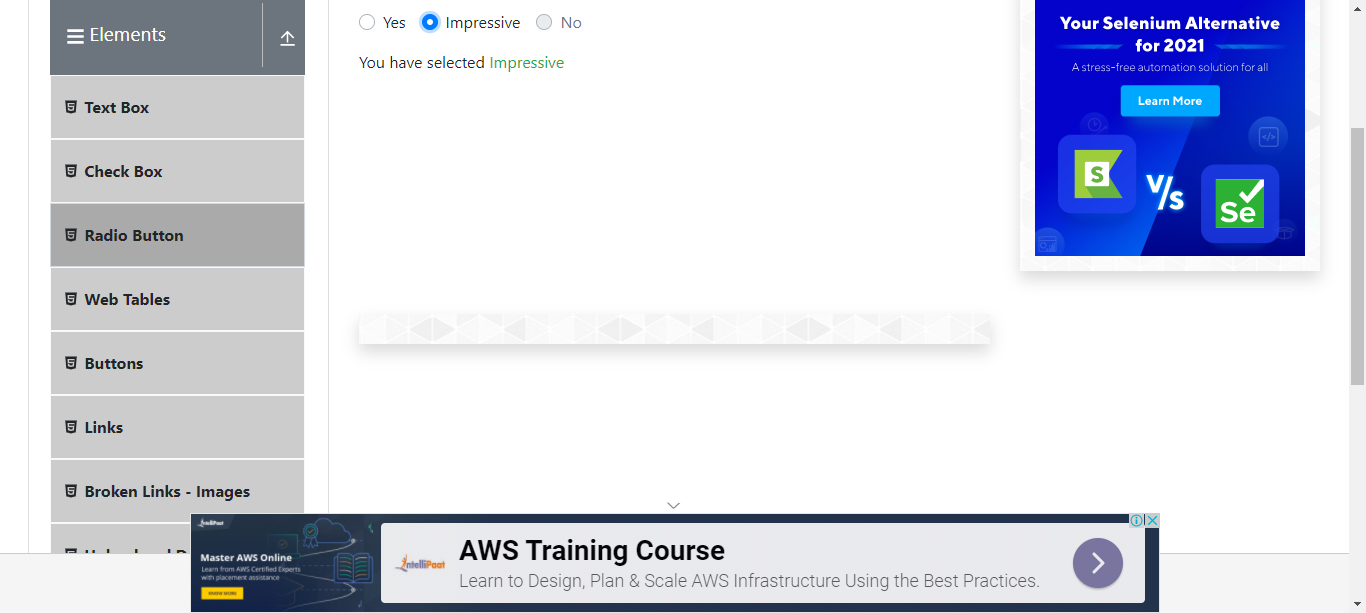 Elements
Text Box
Check Box
Radio Button
Web Tables
Buttons
Links
Broken Links - Images
Yes Impressive No
You have selected Impressive
Your Selenium Alternative
for 2021
A stress-free automation solution for all
Learn More
S
V/s
Se
IntelliPaat
Master AWS Online
Learn from AWS Certified Experts
with placement assistance
KNOW MORE
IntelliPaat
AWS Training Course
Learn to Design, Plan & Scale AWS Infrastructure Using the Best Practices.